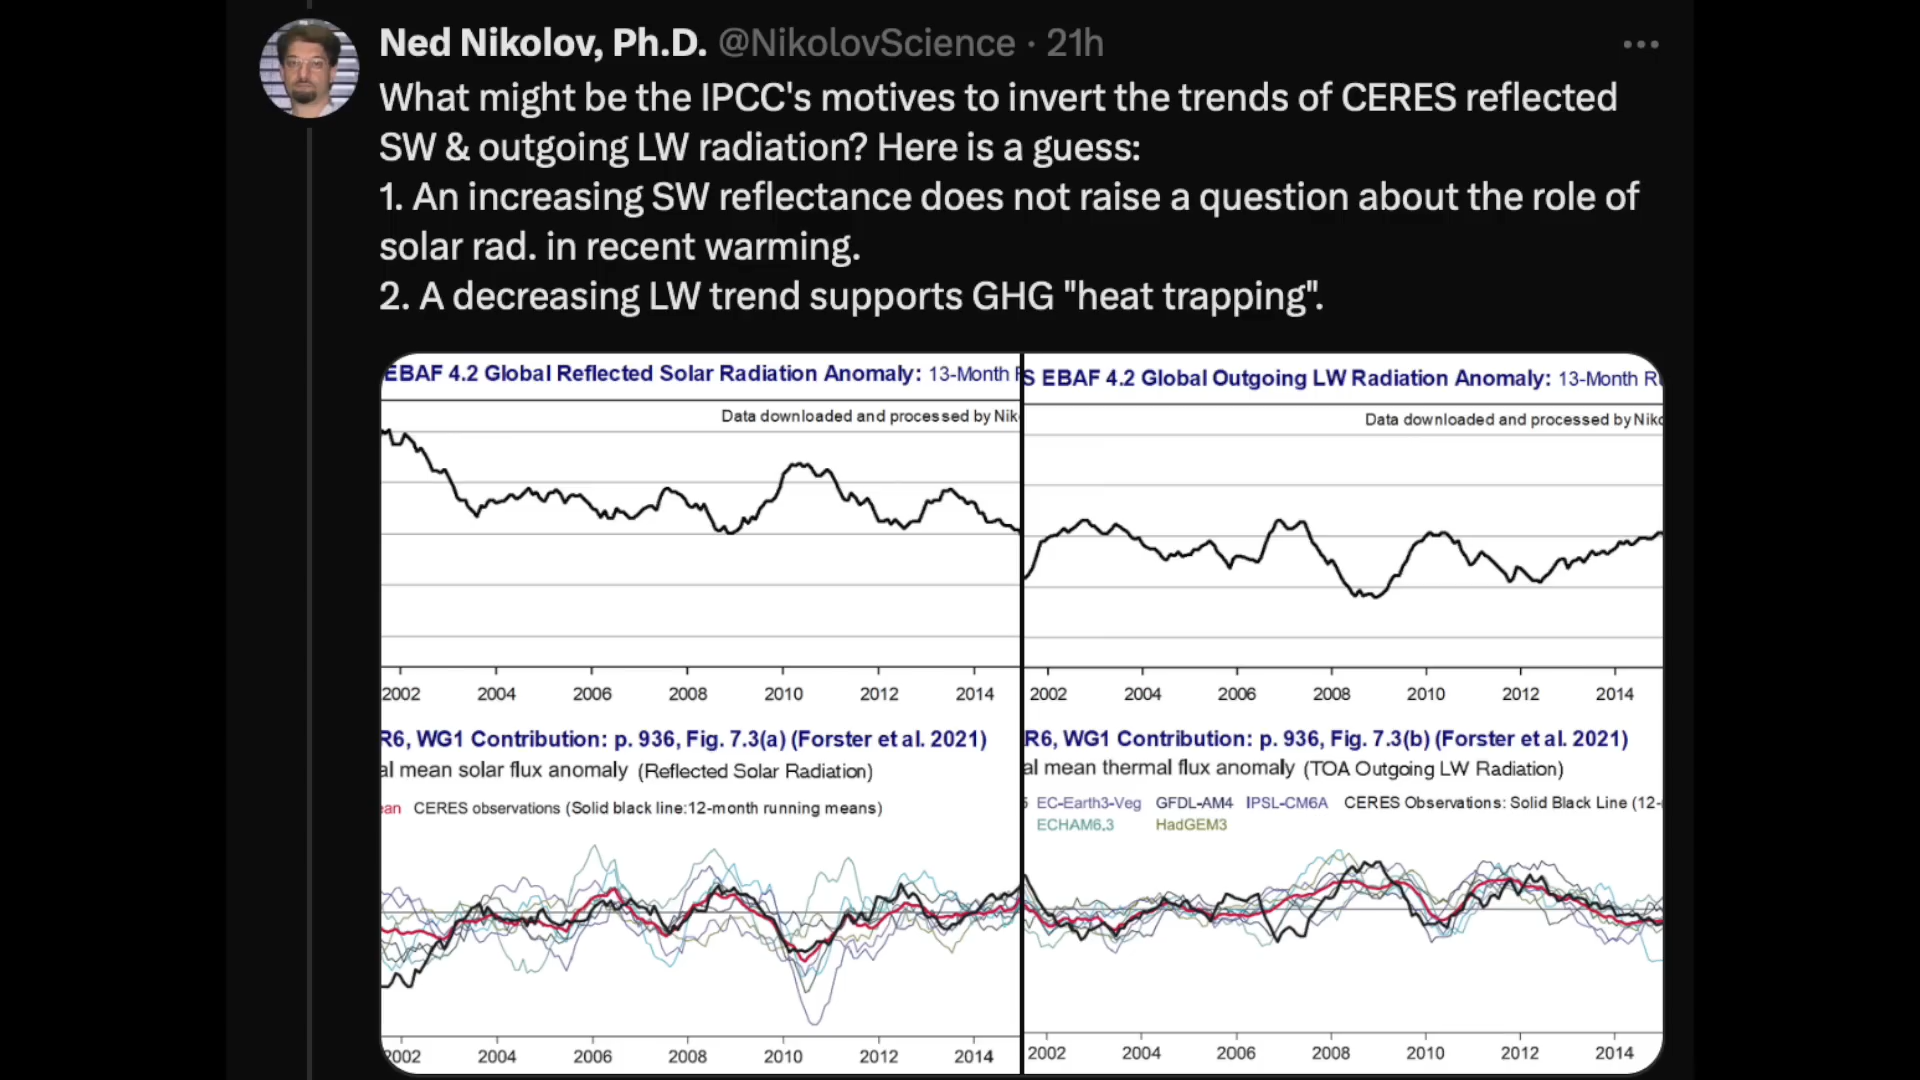 Ned Nikolov, Ph.D. @NikolovScience · 21h
What might be the IPCC's motives to invert the trends of CERES reflected
SW & outgoing LW radiation? Here is a guess:
1. An increasing SW reflectance does not raise a question about the role of
solar rad. in recent warming.
2. A decreasing LW trend supports GHG "heat trapping".
EBAF 4.2 Global Reflected Solar Radiation Anomaly: 13-Month
Data downloaded and processed by Nik
2002 2004 2006 2008 2010 2012 2014
R6, WG1 Contribution: p. 936, Fig. 7.3(a) (Forster et al. 2021)
al mean solar flux anomaly (Reflected Solar Radiation)
ean CERES observations (Solid black line:12-month running means)
2002 2004 2006 2008 2010 2012 2014
S EBAF 4.2 Global Outgoing LW Radiation Anomaly: 13-Month R
Data downloaded and processed by Niko
2002 2004 2006 2008 2010 2012 2014
R6, WG1 Contribution: p. 936, Fig. 7.3(b) (Forster et al. 2021)
al mean thermal flux anomaly (TOA Outgoing LW Radiation)
EC-Earth3-Veg GFDL-AM4 IPSL-CM6A CERES Observations: Solid Black Line (12-
ECHAM6.3 HadGEM3
2002 2004 2006 2008 2010 2012 2014